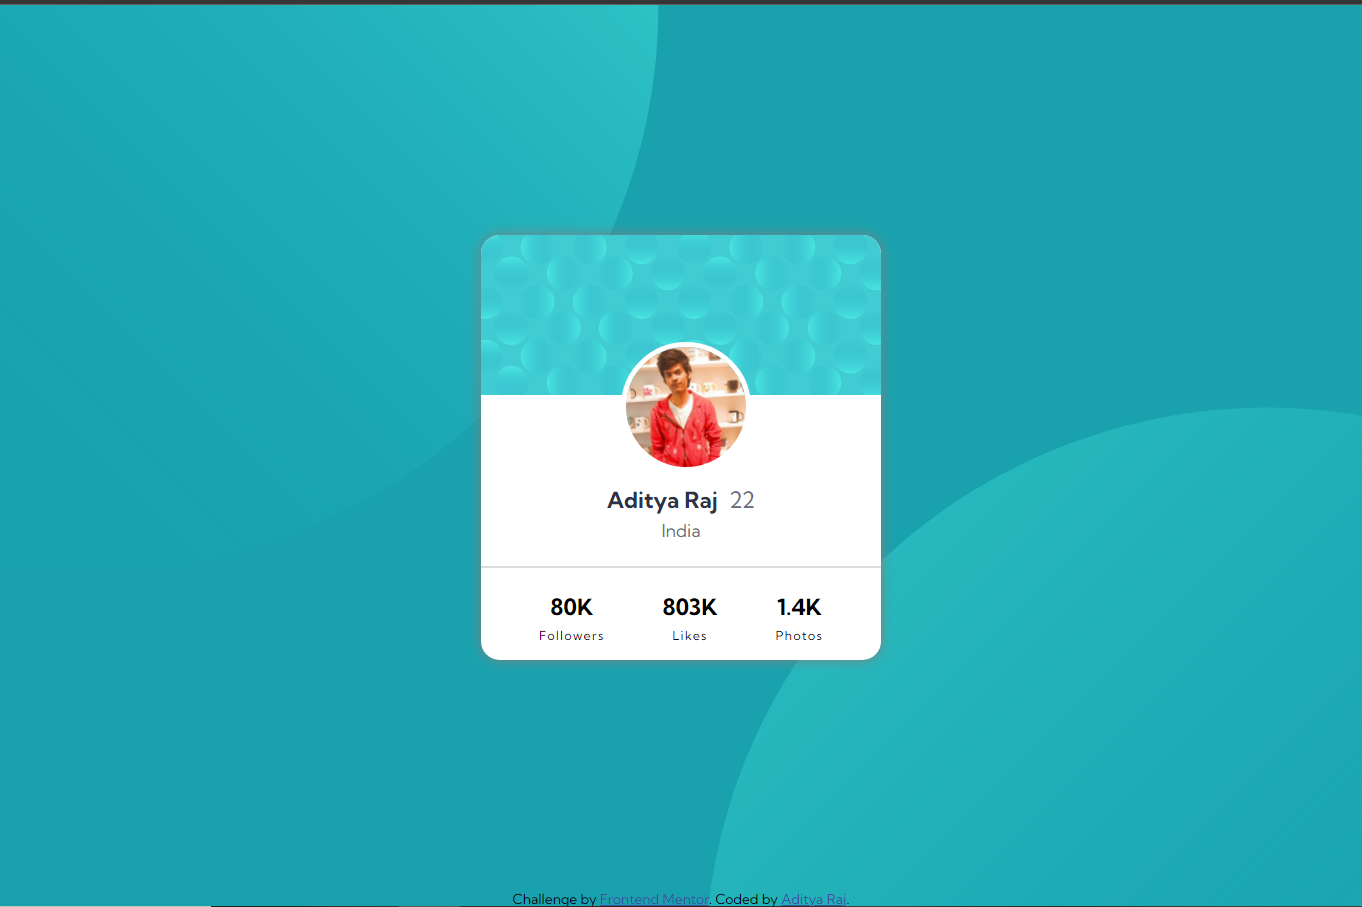 Aditya Raj 22
India
80K 803K 1.4K
Followers Likes Photos
Challenge by Frontend Mentor. Coded by Aditya Raj.